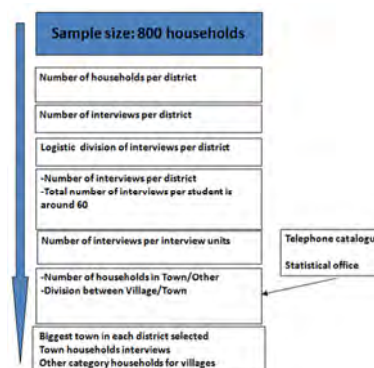 Sample size: 800 households
Number of households per district
Number of interviews per district
Logistic division of interviews per district
-Number of interviews per district
-Total number of interviews per student is
around 60
Number of interviews per interview units
Telephone catalogue
Statistical office
-Number of households in Town/Other
-Division between Village/Town
Biggest town in each district selected
Town households interviews
Other category households for villages